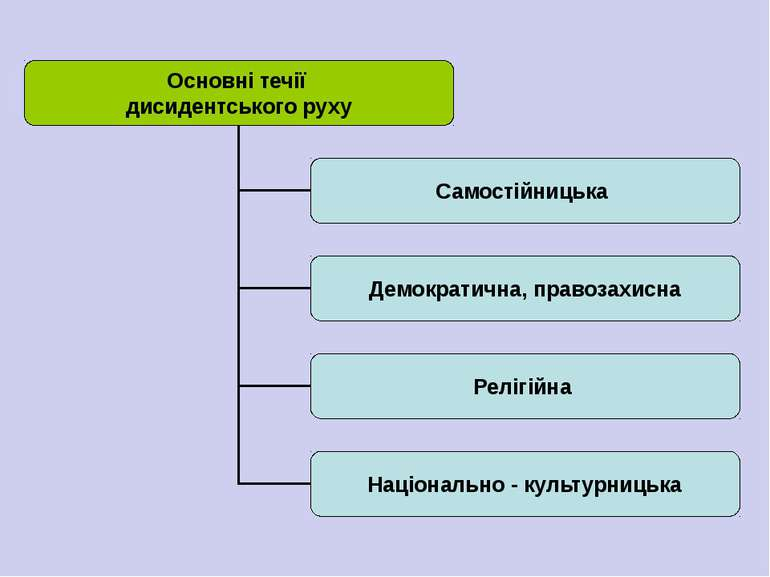 Основні течії
дисидентського руху
Самостійницька
Демократична, правозахисна
Релігійна
Національно - культурницька